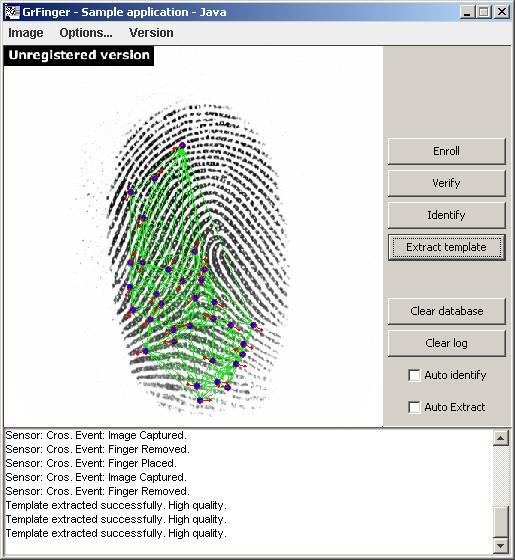 GrFinger - Sample application - Java
Image Options... Version
Unregistered version
Enroll
Verify
Identify
Extract template
Clear database
Clear log
Auto identify
Auto Extract
Sensor: Cros. Event: Image Captured.
Sensor: Cros. Event: Finger Removed.
Sensor: Cros. Event: Finger Placed.
Sensor: Cros. Event: Image Captured.
Sensor: Cros. Event: Finger Removed.
Template extracted successfully. High quality.
Template extracted successfully. High quality.
Template extracted successfully. High quality.